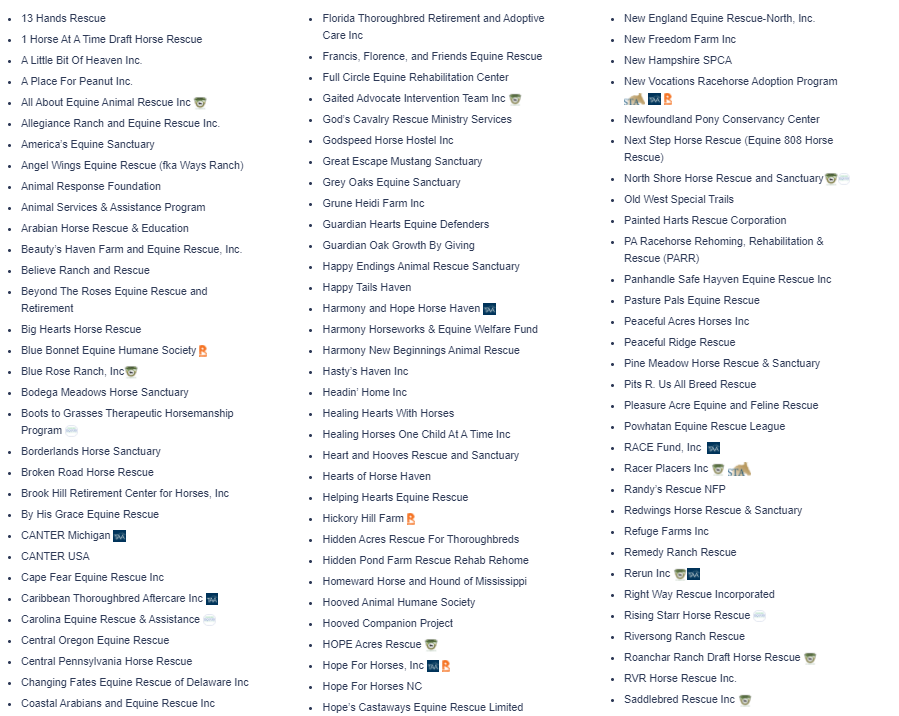 13 Hands Rescue
1 Horse At A Time Draft Horse Rescue
A Little Bit Of Heaven Inc.
A Place For Peanut Inc.
All About Equine Animal Rescue Inc
Allegiance Ranch and Equine Rescue Inc.
America's Equine Sanctuary
Angel Wings Equine Rescue (fka Ways Ranch)
Animal Response Foundation
Animal Services & Assistance Program
Arabian Horse Rescue & Education
Beauty's Haven Farm and Equine Rescue, Inc.
Believe Ranch and Rescue
Beyond The Roses Equine Rescue and
Retirement
Big Hearts Horse Rescue
Blue Bonnet Equine Humane Society
Blue Rose Ranch, Inc
Bodega Meadows Horse Sanctuary
Boots to Grasses Therapeutic Horsemanship
Program
Borderlands Horse Sanctuary
Broken Road Horse Rescue
Brook Hill Retirement Center for Horses, Inc
By His Grace Equine Rescue
CANTER Michigan TAA
CANTER USA
Cape Fear Equine Rescue Inc
Caribbean Thoroughbred Aftercare Inc TAA
Carolina Equine Rescue & Assistance
Central Oregon Equine Rescue
Central Pennsylvania Horse Rescue
Changing Fates Equine Rescue of Delaware Inc
Coastal Arabians and Equine Rescue Inc
Florida Thoroughbred Retirement and Adoptive
Care Inc
Francis, Florence, and Friends Equine Rescue
Full Circle Equine Rehabilitation Center
Gaited Advocate Intervention Team Inc
God's Cavalry Rescue Ministry Services
Godspeed Horse Hostel Inc
Great Escape Mustang Sanctuary
Grey Oaks Equine Sanctuary
Grune Heidi Farm Inc
Guardian Hearts Equine Defenders
Guardian Oak Growth By Giving
Happy Endings Animal Rescue Sanctuary
Happy Tails Haven
Harmony and Hope Horse Haven TAA
Harmony Horseworks & Equine Welfare Fund
Harmony New Beginnings Animal Rescue
Hasty's Haven Inc
Headin' Home Inc
Healing Hearts With Horses
Healing Horses One Child At A Time Inc
Heart and Hooves Rescue and Sanctuary
Hearts of Horse Haven
Helping Hearts Equine Rescue
Hickory Hill Farm
Hidden Acres Rescue For Thoroughbreds
Hidden Pond Farm Rescue Rehab Rehome
Homeward Horse and Hound of Mississippi
Hooved Animal Humane Society
Hooved Companion Project
HOPE Acres Rescue
Hope For Horses, Inc TAA
Hope For Horses NC
Hope's Castaways Equine Rescue Limited
New England Equine Rescue-North, Inc.
New Freedom Farm Inc
New Hampshire SPCA
New Vocations Racehorse Adoption Program
STA TAA
Newfoundland Pony Conservancy Center
Next Step Horse Rescue (Equine 808 Horse
Rescue)
North Shore Horse Rescue and Sanctuary
Old West Special Trails
Painted Harts Rescue Corporation
PA Racehorse Rehoming, Rehabilitation &
Rescue (PARR)
Panhandle Safe Hayven Equine Rescue Inc
Pasture Pals Equine Rescue
Peaceful Acres Horses Inc
Peaceful Ridge Rescue
Pine Meadow Horse Rescue & Sanctuary
Pits R. Us All Breed Rescue
Pleasure Acre Equine and Feline Rescue
Powhatan Equine Rescue League
RACE Fund, Inc TAA
Racer Placers Inc STA
Randy's Rescue NFP
Redwings Horse Rescue & Sanctuary
Refuge Farms Inc
Remedy Ranch Rescue
Rerun Inc TAA
Right Way Rescue Incorporated
Rising Starr Horse Rescue
Riversong Ranch Rescue
Roanchar Ranch Draft Horse Rescue
RVR Horse Rescue Inc.
Saddlebred Rescue Inc